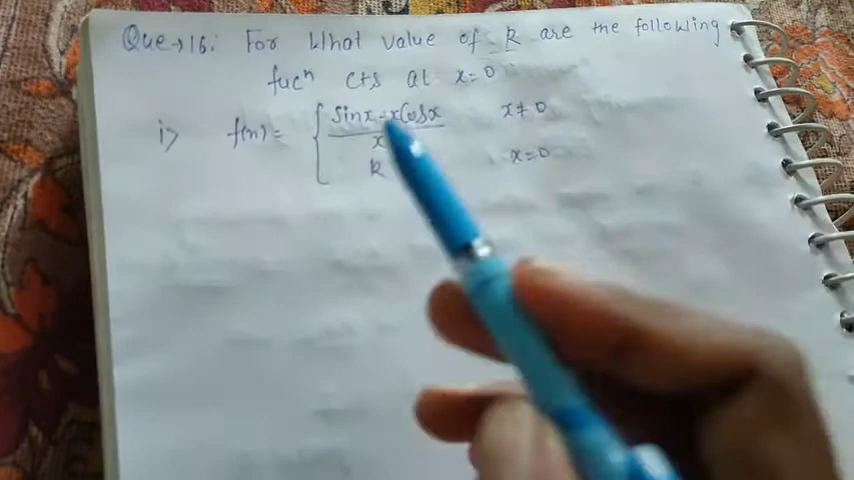 Que→16: For What value of k are the following
fucⁿ cts at x=0
i> f(n)= { sinx - xcosx x≠0
x
k x=0